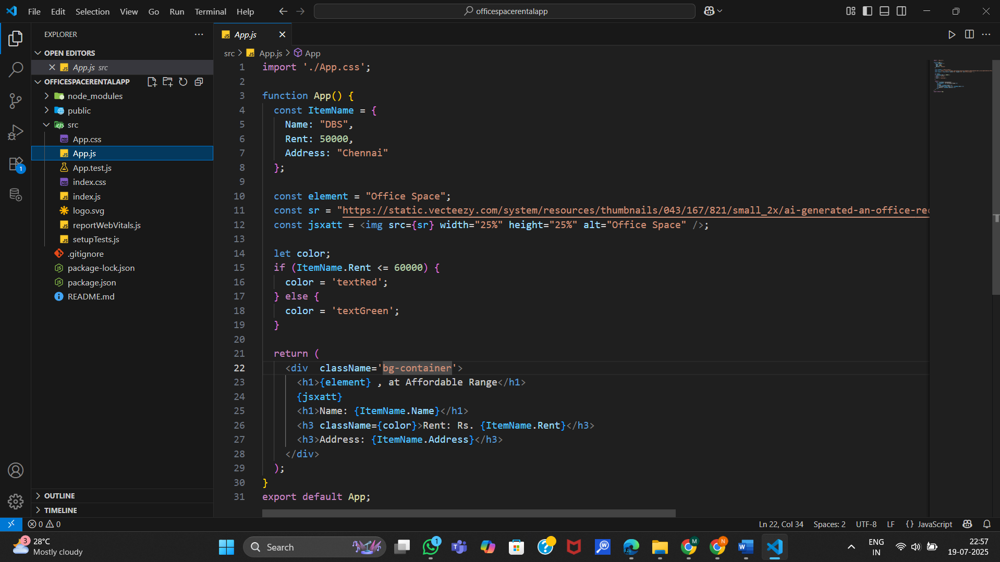 File Edit Selection View Go Run Terminal Help
officespacerentalapp
EXPLORER
OPEN EDITORS
App.js src
OFFICESPACERENTALAPP
node_modules
public
src
App.css
App.js
App.test.js
index.css
index.js
logo.svg
reportWebVitals.js
setupTests.js
.gitignore
package-lock.json
package.json
README.md
OUTLINE
TIMELINE
App.js
src > App.js > App
1 import './App.css';
2
3 function App() {
4 const ItemName = {
5 Name: "DBS",
6 Rent: 50000,
7 Address: "Chennai"
8 };
9
10 const element = "Office Space";
11 const sr = "https://static.vecteezy.com/system/resources/thumbnails/043/167/821/small_2x/ai-generated-an-office-rec
12 const jsxatt = <img src={sr} width="25%" height="25%" alt="Office Space" />;
13
14 let color;
15 if (ItemName.Rent <= 60000) {
16 color = 'textRed';
17 } else {
18 color = 'textGreen';
19 }
20
21 return (
22 <div  className='bg-container'>
23 <h1>{element} , at Affordable Range</h1>
24 {jsxatt}
25 <h1>Name: {ItemName.Name}</h1>
26 <h3 className={color}>Rent: Rs. {ItemName.Rent}</h3>
27 <h3>Address: {ItemName.Address}</h3>
28 </div>
29 );
30 }
31 export default App;
0 0
Ln 22, Col 34 Spaces: 2 UTF-8 LF {} JavaScript
3 28°C
Mostly cloudy
Search
1
ENG
IN
22:57
19-07-2025